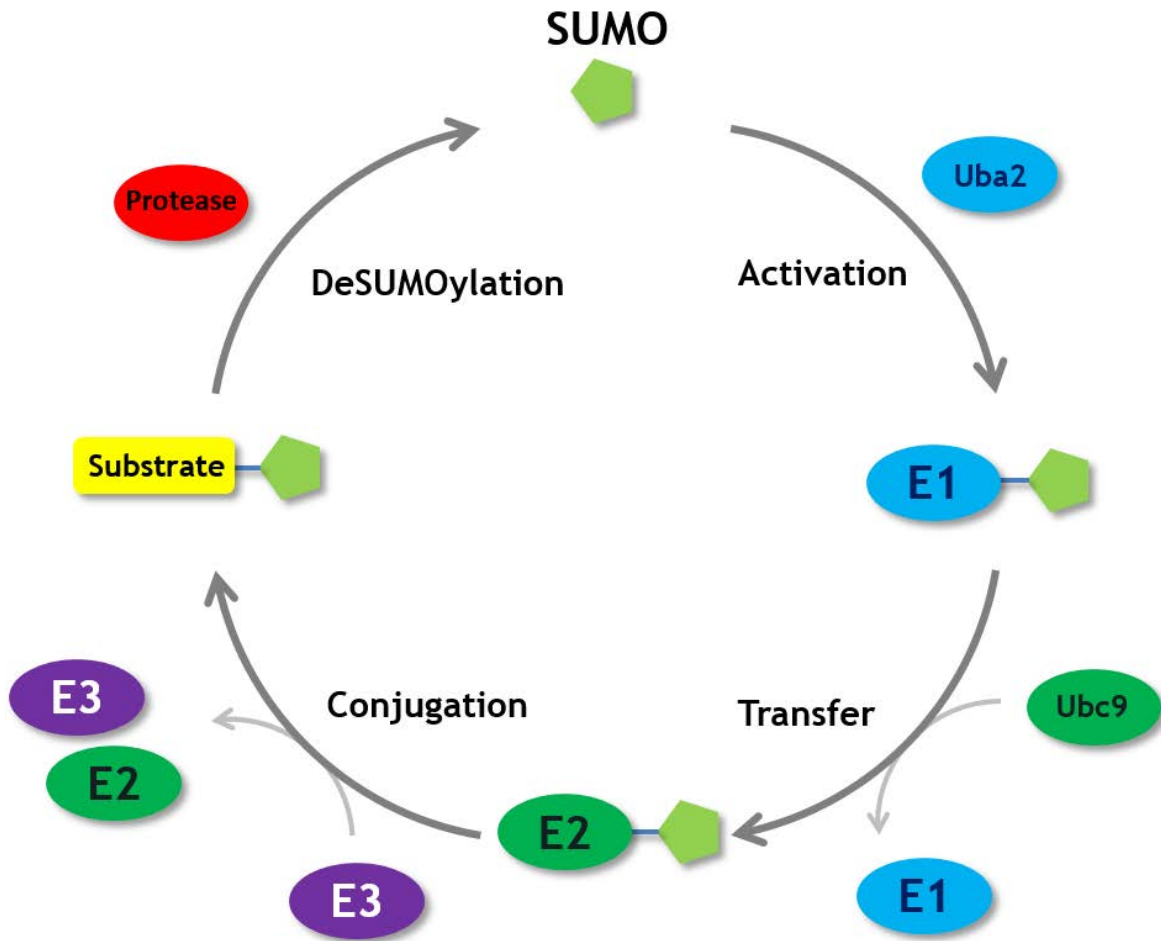 SUMO
Protease
Uba2
DeSUMOylation
Activation
Substrate
E1
E3
Conjugation
Transfer
Ubc9
E2
E2
E3
E1